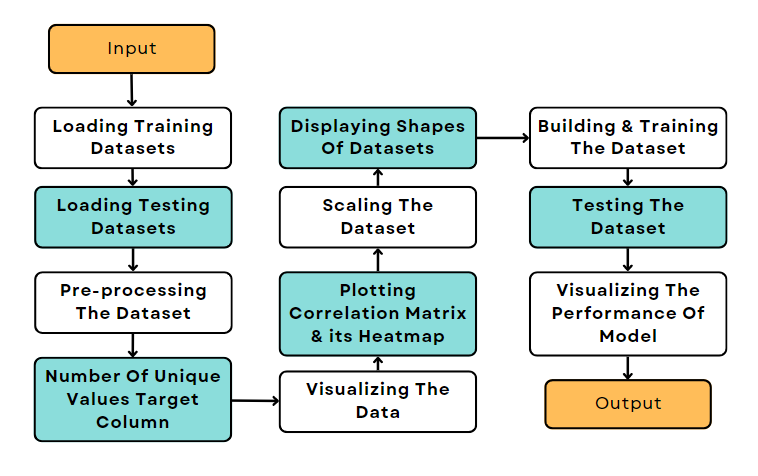 Input
Loading Training
Datasets
Loading Testing
Datasets
Pre-processing
The Dataset
Number Of Unique
Values Target
Column
Visualizing The
Data
Plotting
Correlation Matrix
& its Heatmap
Scaling The
Dataset
Displaying Shapes
Of Datasets
Building & Training
The Dataset
Testing The
Dataset
Visualizing The
Performance Of
Model
Output